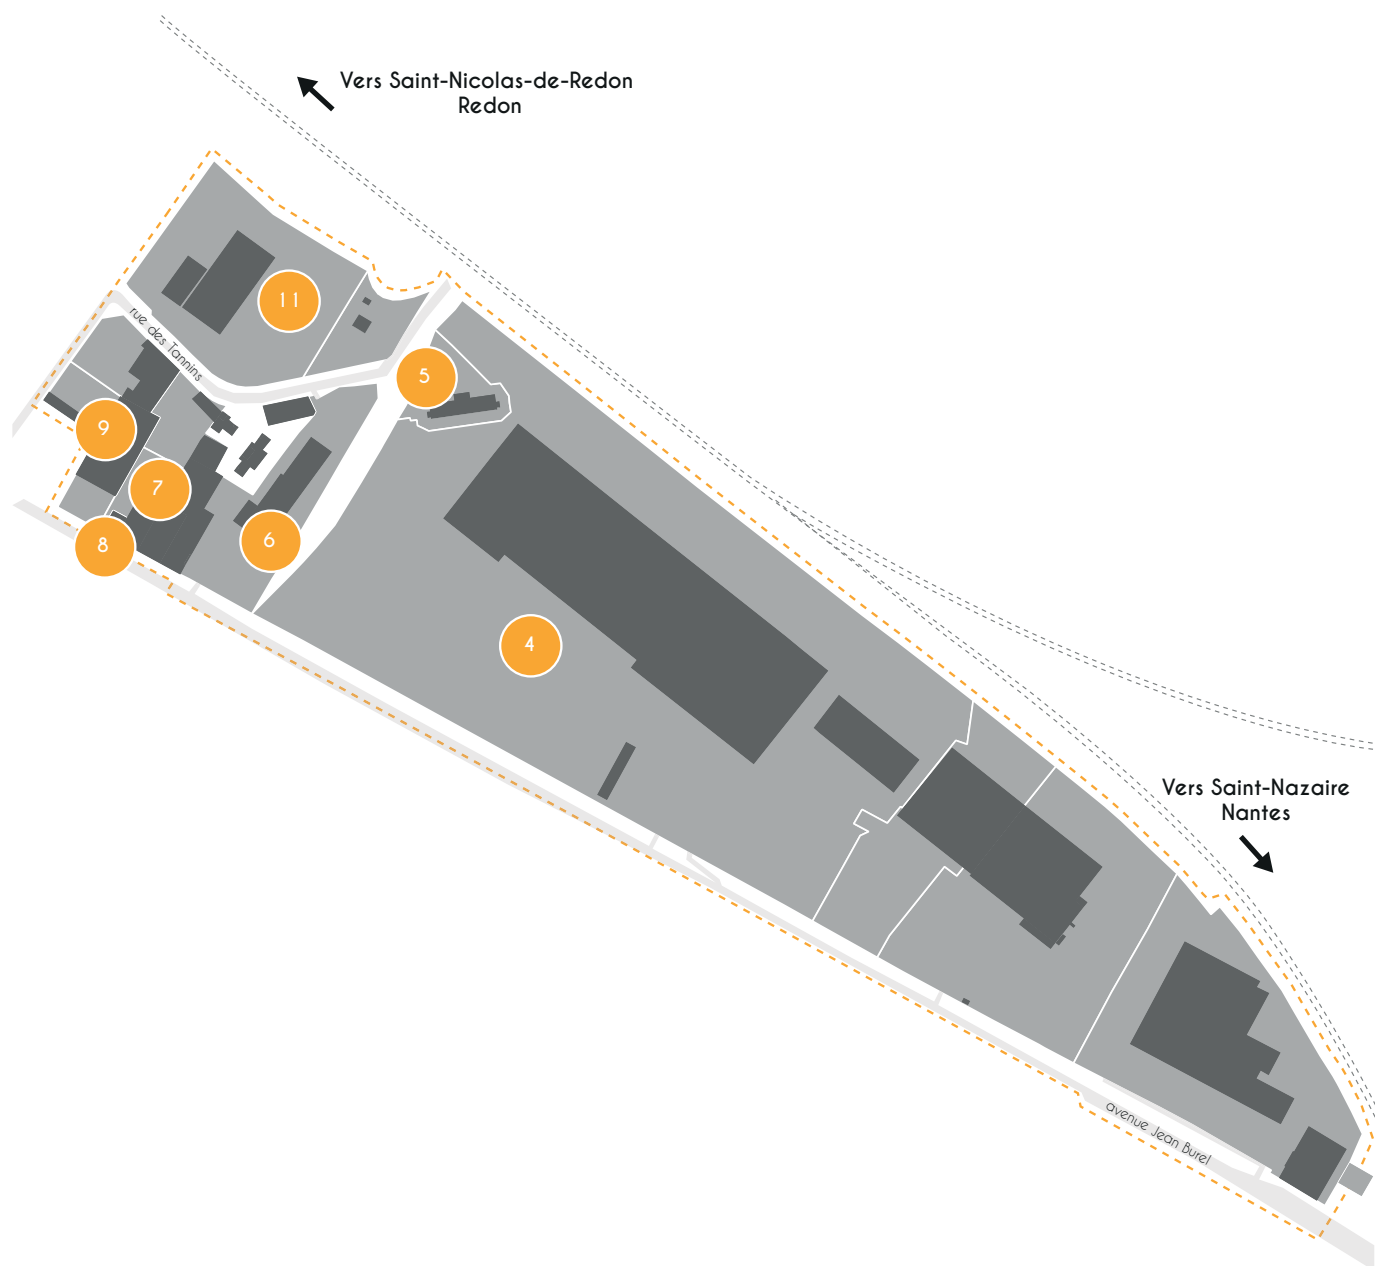 Vers Saint-Nicolas-de-Redon
Redon
11
rue des Tannins
5
9
7
6
8
4
Vers Saint-Nazaire
Nantes
avenue Jean Burel